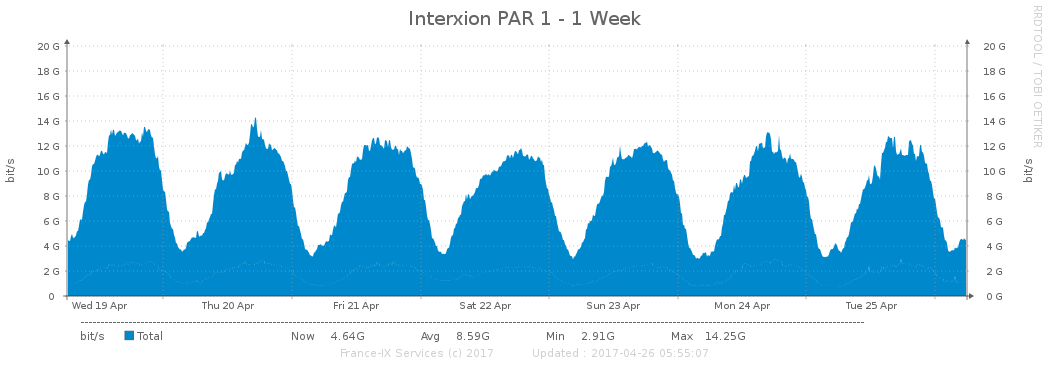 Interxion PAR 1 - 1 Week
RRDTOOL / TOBI OETIKER
bit/s
20 G 20 G
18 G 18 G
16 G 16 G
14 G 14 G
12 G 12 G
10 G 10 G
8 G 8 G
6 G 6 G
4 G 4 G
2 G 2 G
0 0 G
bit/s
Wed 19 Apr Thu 20 Apr Fri 21 Apr Sat 22 Apr Sun 23 Apr Mon 24 Apr Tue 25 Apr
bit/s Total Now 4.64G Avg 8.59G Min 2.91G Max 14.25G
France-IX Services (c) 2017 Updated : 2017-04-26 05:55:07